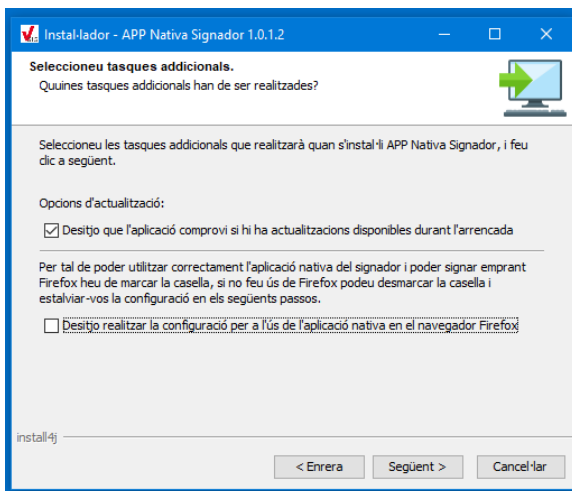 Instal·lador - APP Nativa Signador 1.0.1.2
Seleccioneu tasques addicionals.
Quuines tasques addicionals han de ser realitzades?
Seleccioneu les tasques addicionals que realitzarà quan s'instal·li APP Nativa Signador, i feu
clic a següent.
Opcions d'actualització:
Desitjo que l'aplicació comprovi si hi ha actualitzacions disponibles durant l'arrencada
Per tal de poder utilitzar correctament l'aplicació nativa del signador i poder signar emprant
Firefox heu de marcar la casella, si no feu ús de Firefox podeu desmarcar la casella i
estalviar-vos la configuració en els següents passos.
Desitjo realitzar la configuració per a l'ús de l'aplicació nativa en el navegador Firefox
install4j
< Enrera
Següent >
Cancel·lar